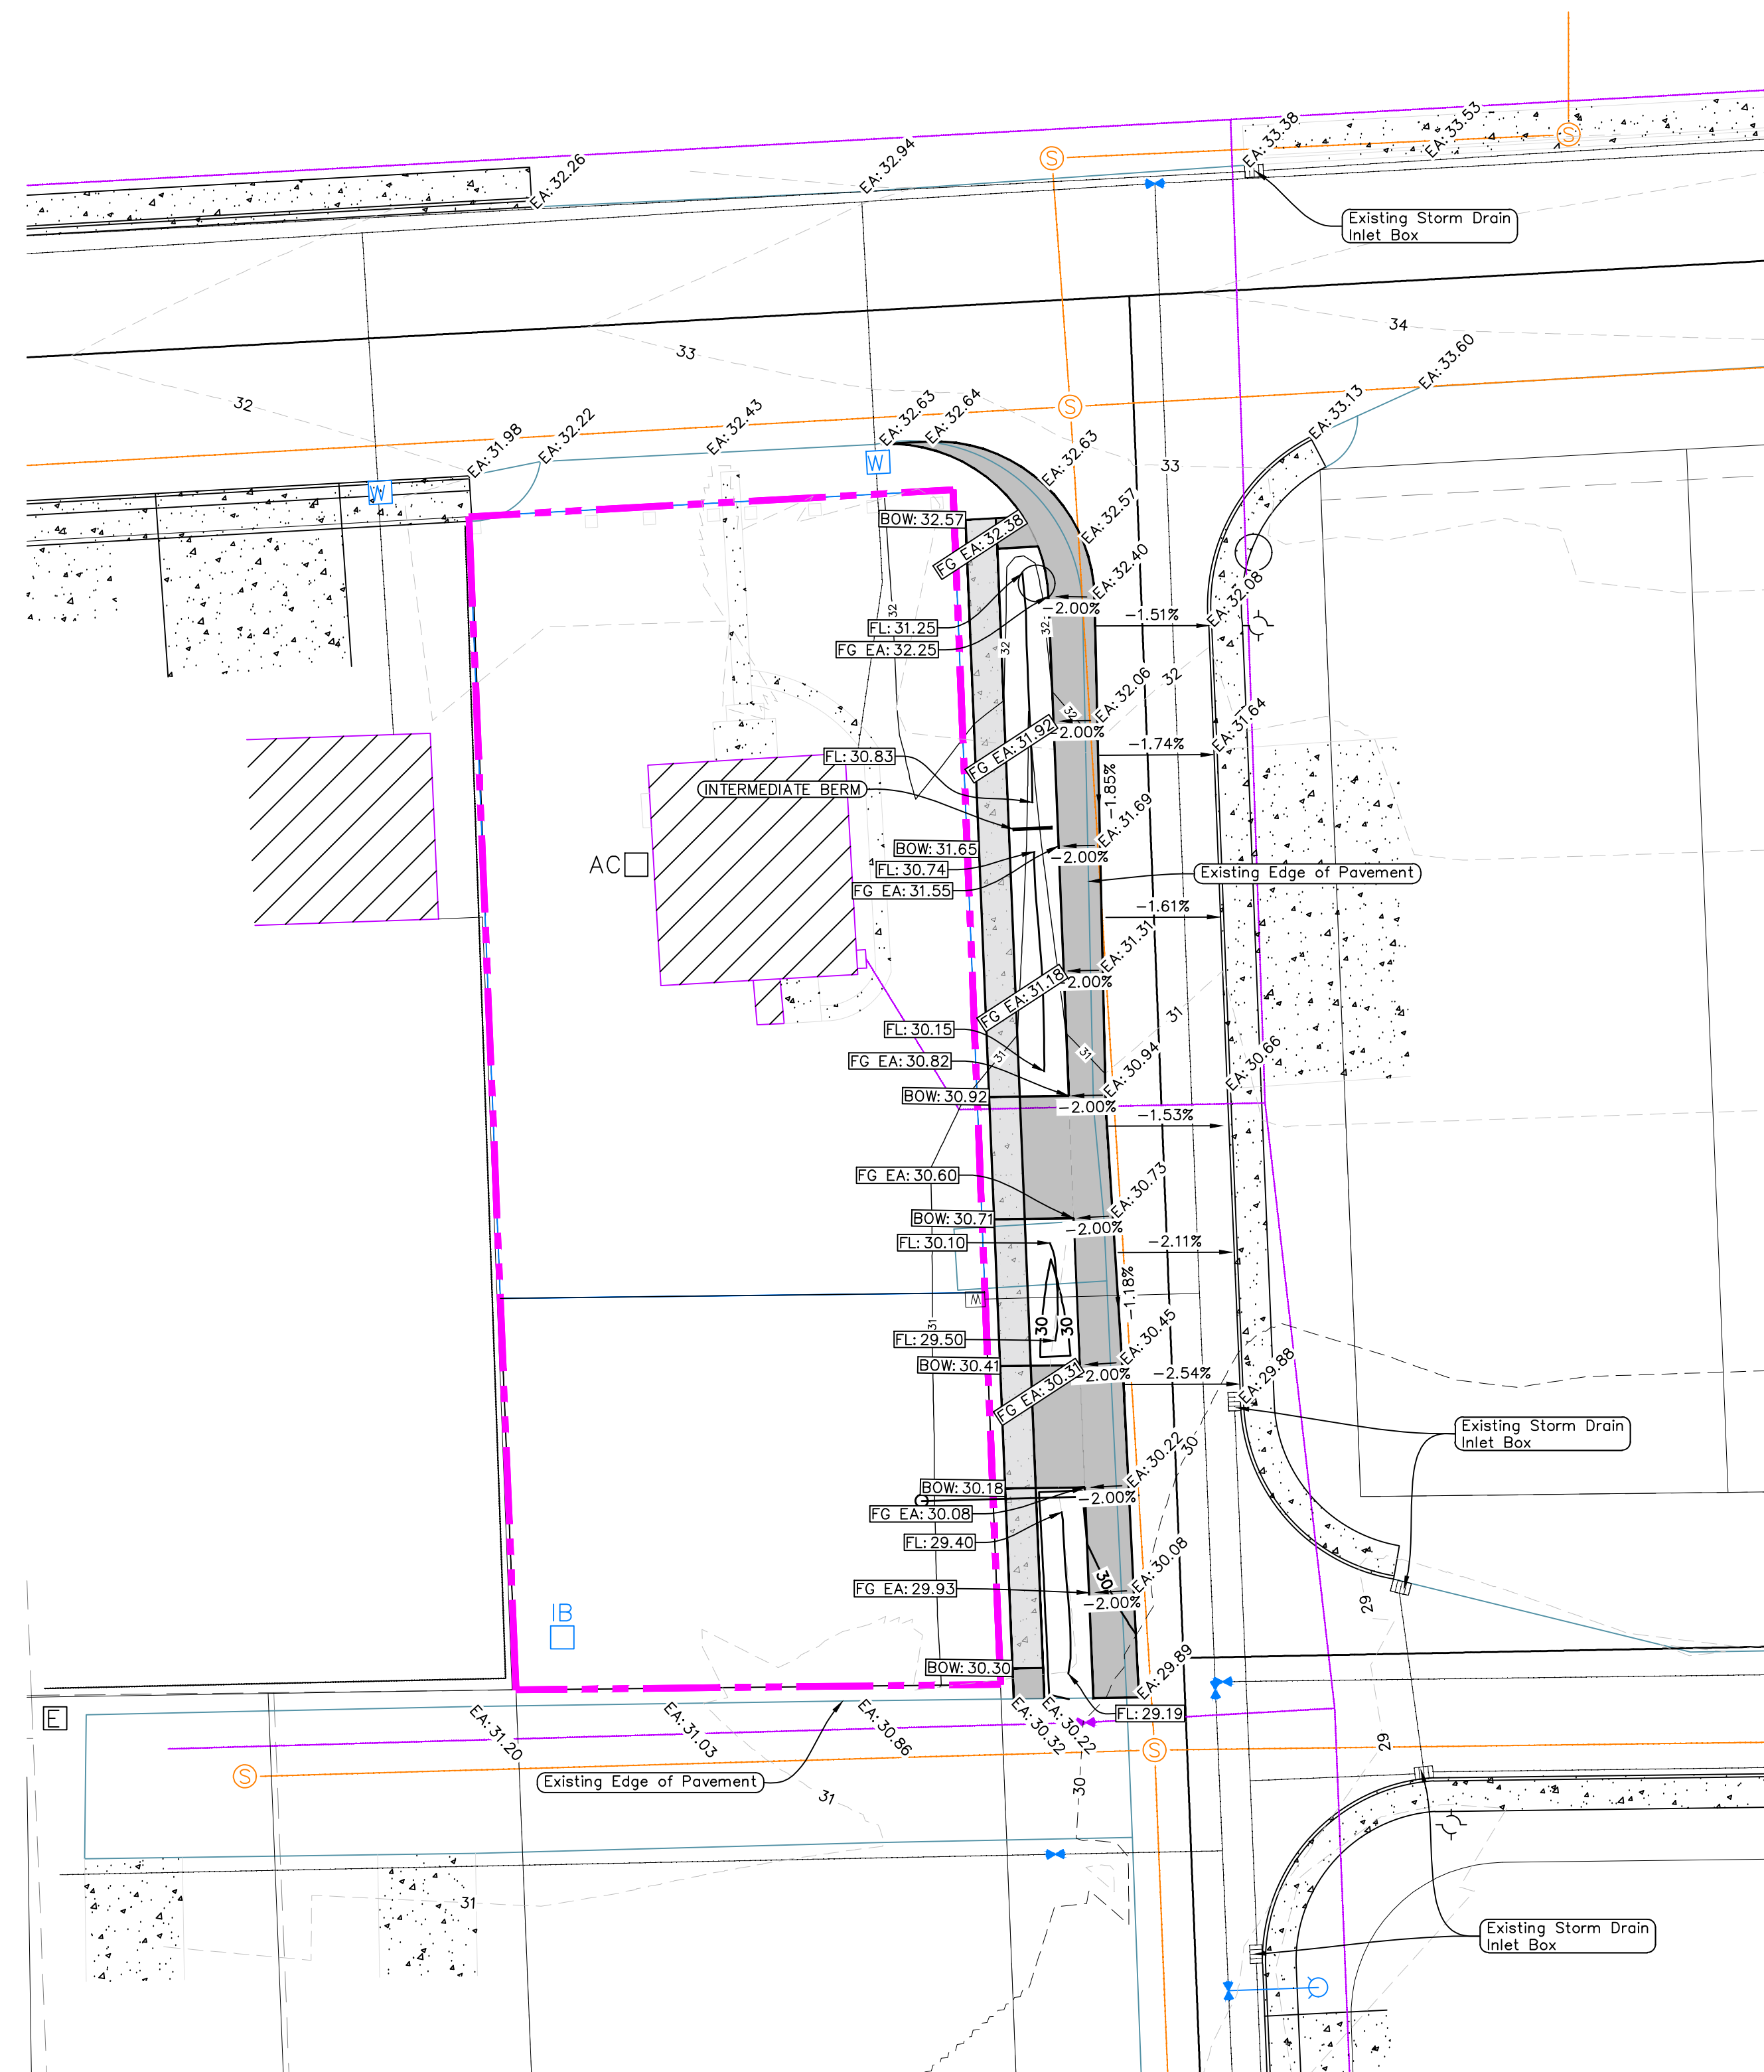 EA: 33.53
EA: 33.38
EA: 32.94
EA: 32.26
S
S
Existing Storm Drain
Inlet Box
34
33
32
EA: 33.60
EA: 33.13
S
EA: 32.64
EA: 32.63
EA: 32.43
EA: 32.22
EA: 31.98
EA: 32.63
W
W
33
BOW: 32.57
FG EA: 32.38
EA: 32.57
EA: 32.40
-2.00%
-1.51%
EA: 32.08
32
32
32
FL: 31.25
FG EA: 32.25
EA: 32.06
32
32
-2.00%
FG EA: 31.92
-1.74%
EA: 31.64
FL: 30.83
INTERMEDIATE BERM
-1.85%
EA: 31.69
BOW: 31.65
-2.00%
AC
FL: 30.74
FG EA: 31.55
Existing Edge of Pavement
-1.61%
EA: 31.31
-2.00%
FG EA: 31.18
31
31
31
FL: 30.15
FG EA: 30.82
EA: 30.94
EA: 30.66
BOW: 30.92
-2.00%
-1.53%
FG EA: 30.60
EA: 30.73
BOW: 30.71
-2.00%
FL: 30.10
-2.11%
-1.18%
W
31
30
30
FL: 29.50
EA: 30.45
BOW: 30.41
-2.00%
-2.54%
EA: 29.88
FG EA: 30.31
Existing Storm Drain
Inlet Box
30
EA: 30.22
BOW: 30.18
-2.00%
FG EA: 30.08
FL: 29.40
EA: 30.08
30
FG EA: 29.93
-2.00%
29
IB
BOW: 30.30
EA: 29.89
E
FL: 29.19
EA: 31.20
EA: 31.03
EA: 30.86
EA: 30.32
EA: 30.22
S
S
29
Existing Edge of Pavement
31
30
31
Existing Storm Drain
Inlet Box